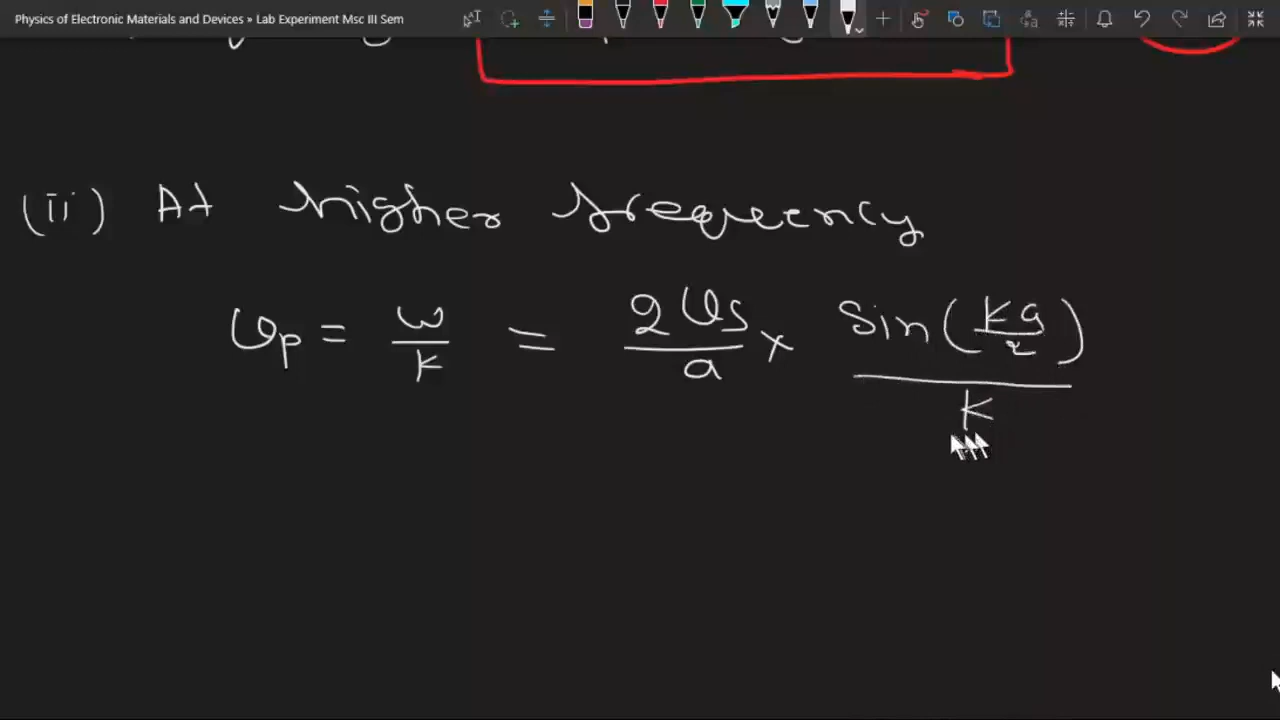 Physics of Electronic Materials and Devices » Lab Experiment Msc III Sem
(ii) At higher frequency
υp = ω/k = 2υs/a × sin(ka/2)/k